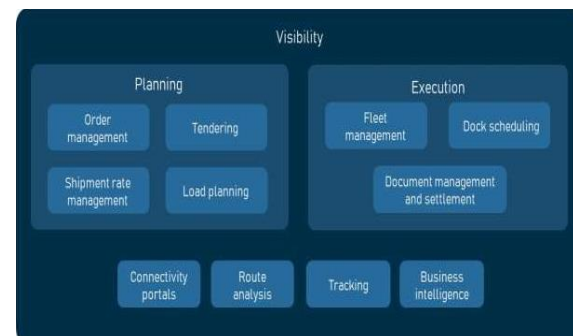 Visibility
Planning
Order
management
Tendering
Shipment rate
management
Load planning
Execution
Fleet
management
Dock scheduling
Document management
and settlement
Connectivity
portals
Route
analysis
Tracking
Business
intelligence